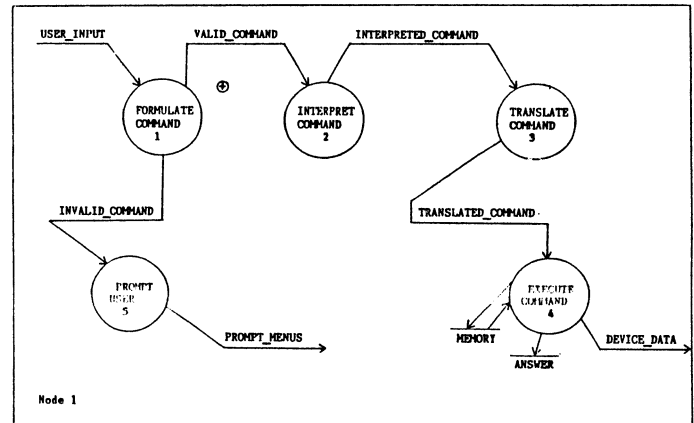 USER_INPUT
VALID_COMMAND
INTERPRETED_COMMAND
FORMULATE
COMMAND
1
INTERPRET
COMMAND
2
TRANSLATE
COMMAND
3
INVALID_COMMAND
TRANSLATED_COMMAND
PROMPT
USER
5
EXECUTE
COMMAND
4
PROMPT_MENUS
MEMORY
ANSWER
DEVICE_DATA
Node 1